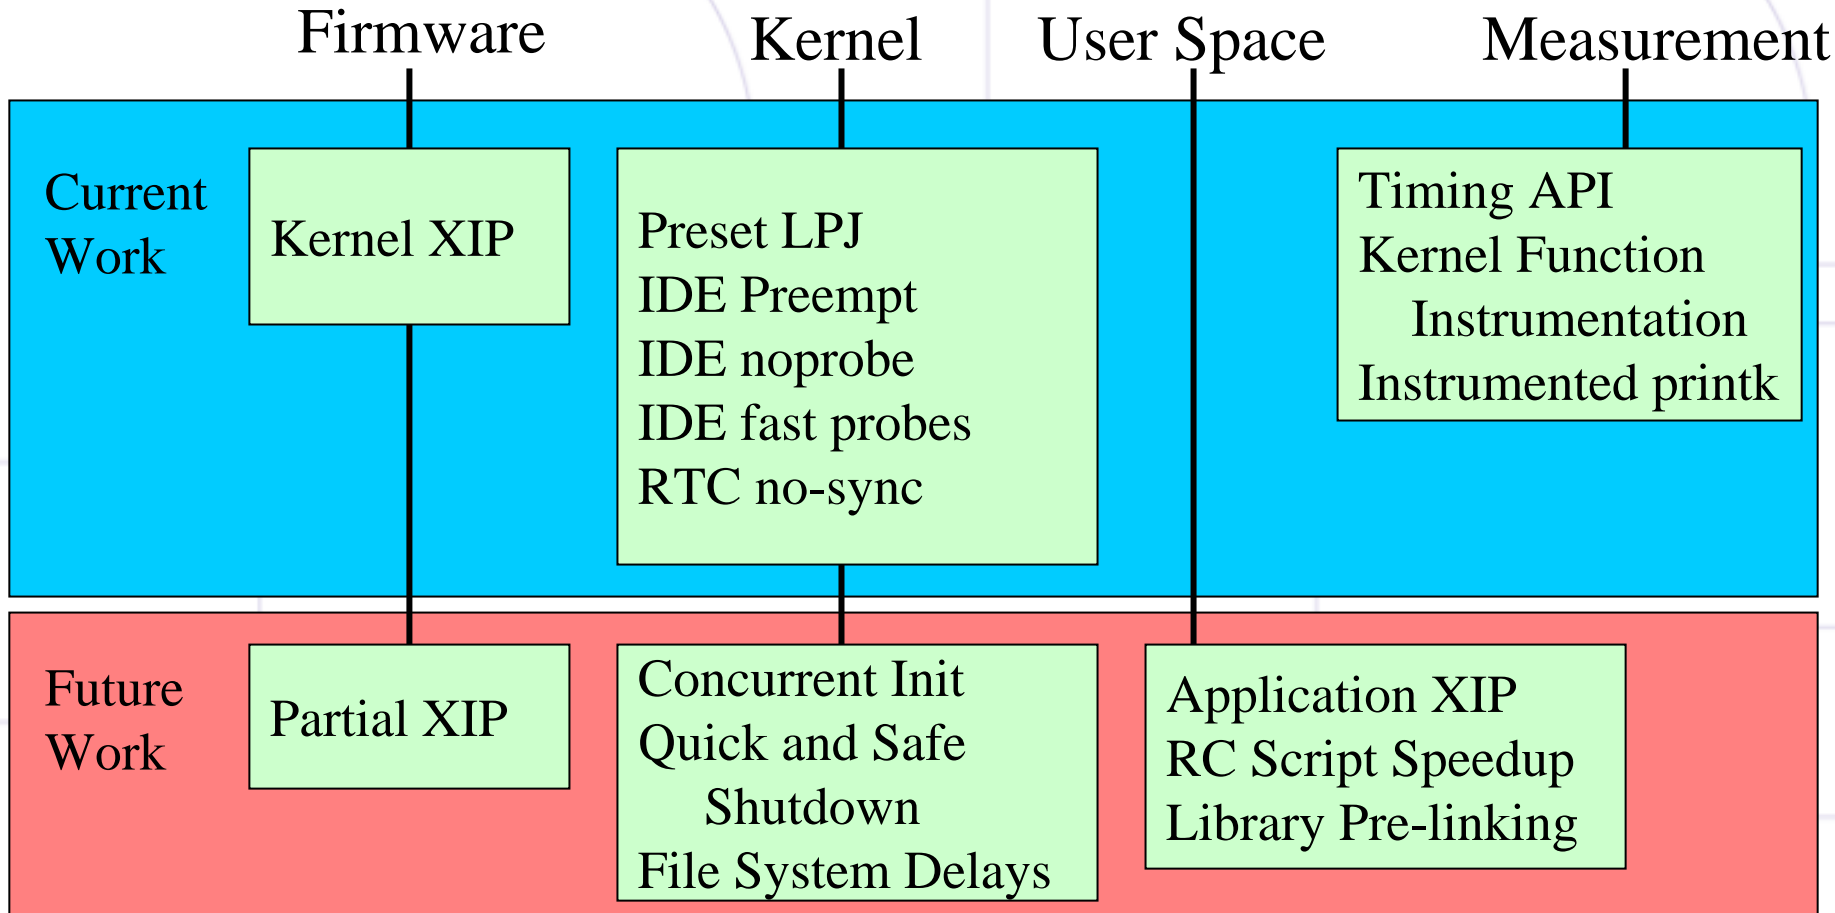 Firmware
Kernel
User Space
Measurement
Current
Work
Kernel XIP
Preset LPJ
IDE Preempt
IDE noprobe
IDE fast probes
RTC no-sync
Timing API
Kernel Function
Instrumentation
Instrumented printk
Future
Work
Partial XIP
Concurrent Init
Quick and Safe
Shutdown
File System Delays
Application XIP
RC Script Speedup
Library Pre-linking